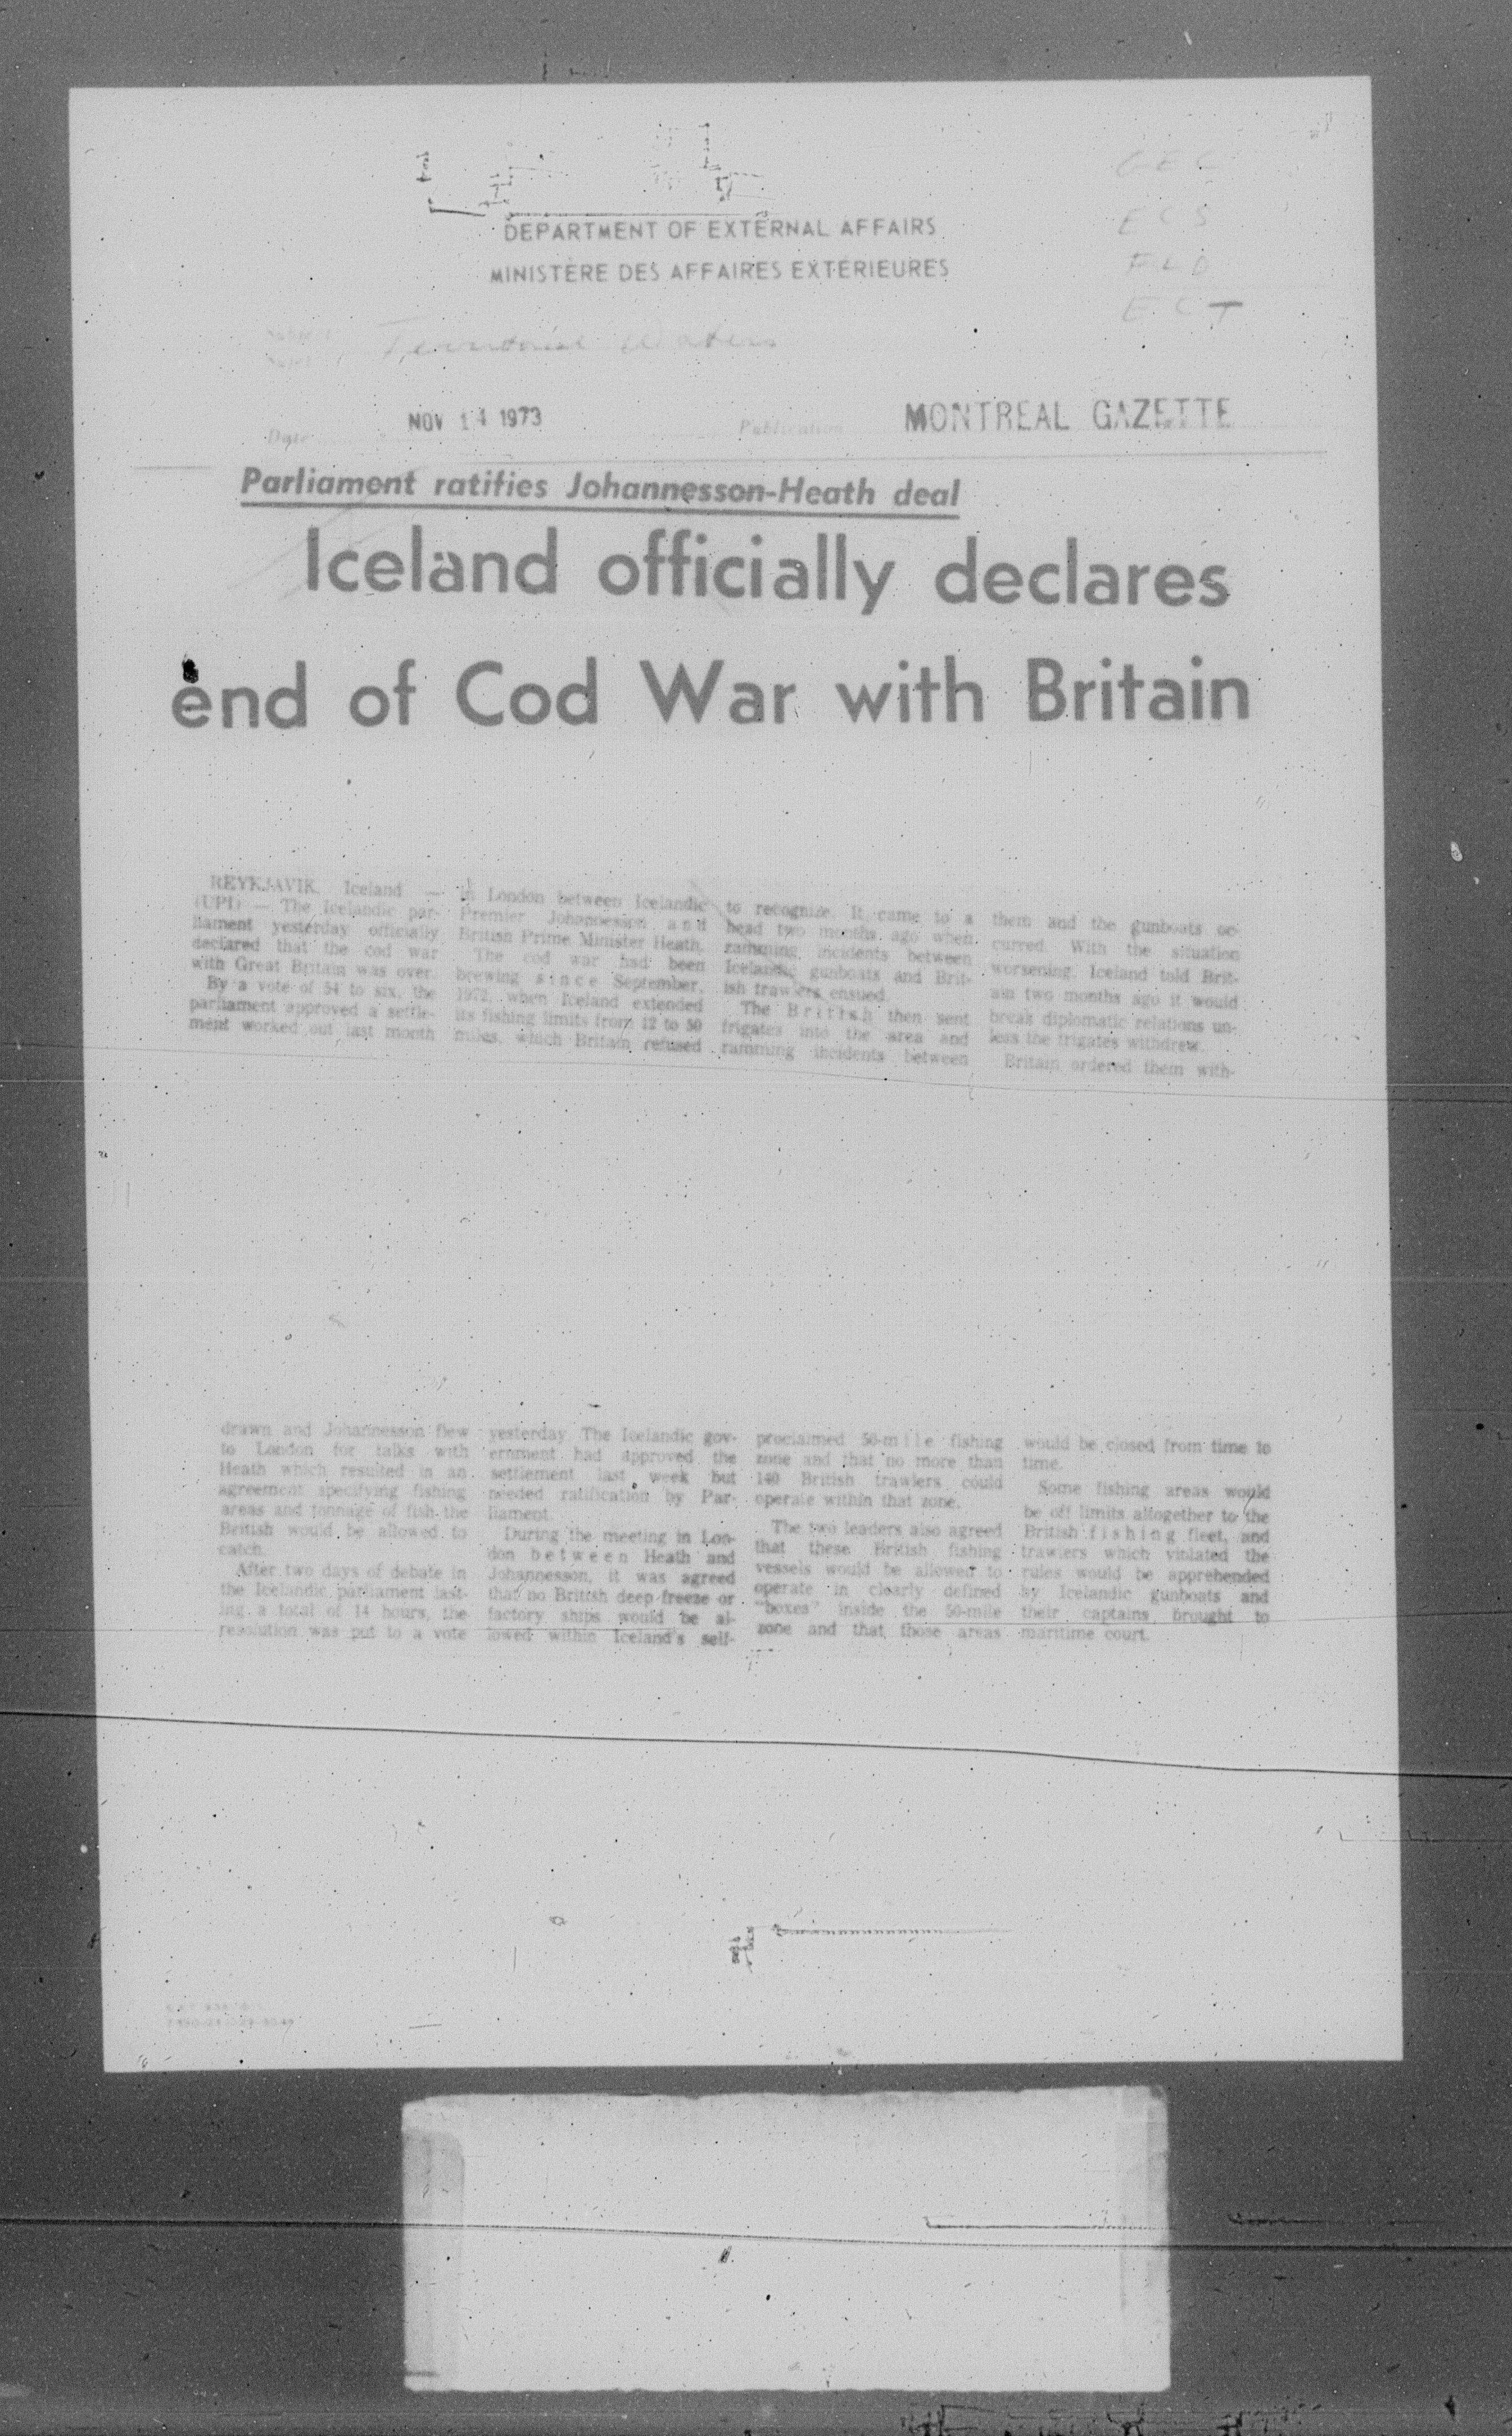 GEC
ECS
FLD
ECT
DEPARTMENT OF EXTERNAL AFFAIRS
MINISTÈRE DES AFFAIRES EXTÉRIEURES
Subject
Sujet
Territorial Waters
Date
NOV 14 1973
Publication
MONTREAL GAZETTE
Parliament ratifies Johannesson-Heath deal
Iceland officially declares
end of Cod War with Britain
REYKJAVIK, Iceland —
(UPI) — The Icelandic par-
liament yesterday officially
declared that the cod war
with Great Britain was over.
By a vote of 54 to six, the
parliament approved a settle-
ment worked out last month
in London between Icelandic
Premier Johannesson and
British Prime Minister Heath.
The cod war had been
brewing since September,
1972, when Iceland extended
its fishing limits from 12 to 50
miles, which Britain refused
to recognize. It came to a
head two months ago when
ramming incidents between
Icelandic gunboats and Brit-
ish trawlers ensued.
The British then sent
frigates into the area and
ramming incidents between
them and the gunboats oc-
curred. With the situation
worsening, Iceland told Brit-
ain two months ago it would
break diplomatic relations un-
less the frigates withdrew.
Britain ordered them with-
drawn and Johannesson flew
to London for talks with
Heath which resulted in an
agreement specifying fishing
areas and tonnage of fish the
British would be allowed to
catch.
After two days of debate in
the Icelandic parliament last-
ing a total of 14 hours, the
resolution was put to a vote
yesterday. The Icelandic gov-
ernment had approved the
settlement last week but
needed ratification by Par-
liament.
During the meeting in Lon-
don between Heath and
Johannesson, it was agreed
that no British deep freeze or
factory ships would be al-
lowed within Iceland's self-
proclaimed 50-mile fishing
zone and that no more than
140 British trawlers could
operate within that zone.
The two leaders also agreed
that these British fishing
vessels would be allowed to
operate in clearly defined
"boxes" inside the 50-mile
zone and that those areas
would be closed from time to
time.
Some fishing areas would
be off limits altogether to the
British fishing fleet, and
trawlers which violated the
rules would be apprehended
by Icelandic gunboats and
their captains brought to
maritime court.